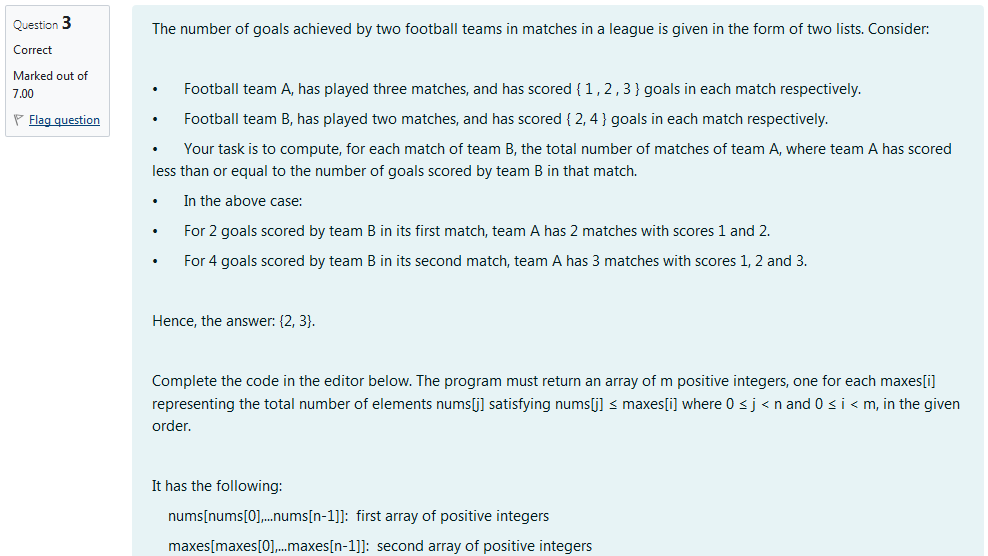 Question 3
Correct
Marked out of
7.00
Flag question
The number of goals achieved by two football teams in matches in a league is given in the form of two lists. Consider:
• Football team A, has played three matches, and has scored { 1 , 2 , 3 } goals in each match respectively.
• Football team B, has played two matches, and has scored { 2, 4 } goals in each match respectively.
• Your task is to compute, for each match of team B, the total number of matches of team A, where team A has scored
less than or equal to the number of goals scored by team B in that match.
• In the above case:
• For 2 goals scored by team B in its first match, team A has 2 matches with scores 1 and 2.
• For 4 goals scored by team B in its second match, team A has 3 matches with scores 1, 2 and 3.
Hence, the answer: {2, 3}.
Complete the code in the editor below. The program must return an array of m positive integers, one for each maxes[i]
representing the total number of elements nums[j] satisfying nums[j] ≤ maxes[i] where 0 ≤ j < n and 0 ≤ i < m, in the given
order.
It has the following:
nums[nums[0],...nums[n-1]]: first array of positive integers
maxes[maxes[0],...maxes[n-1]]: second array of positive integers